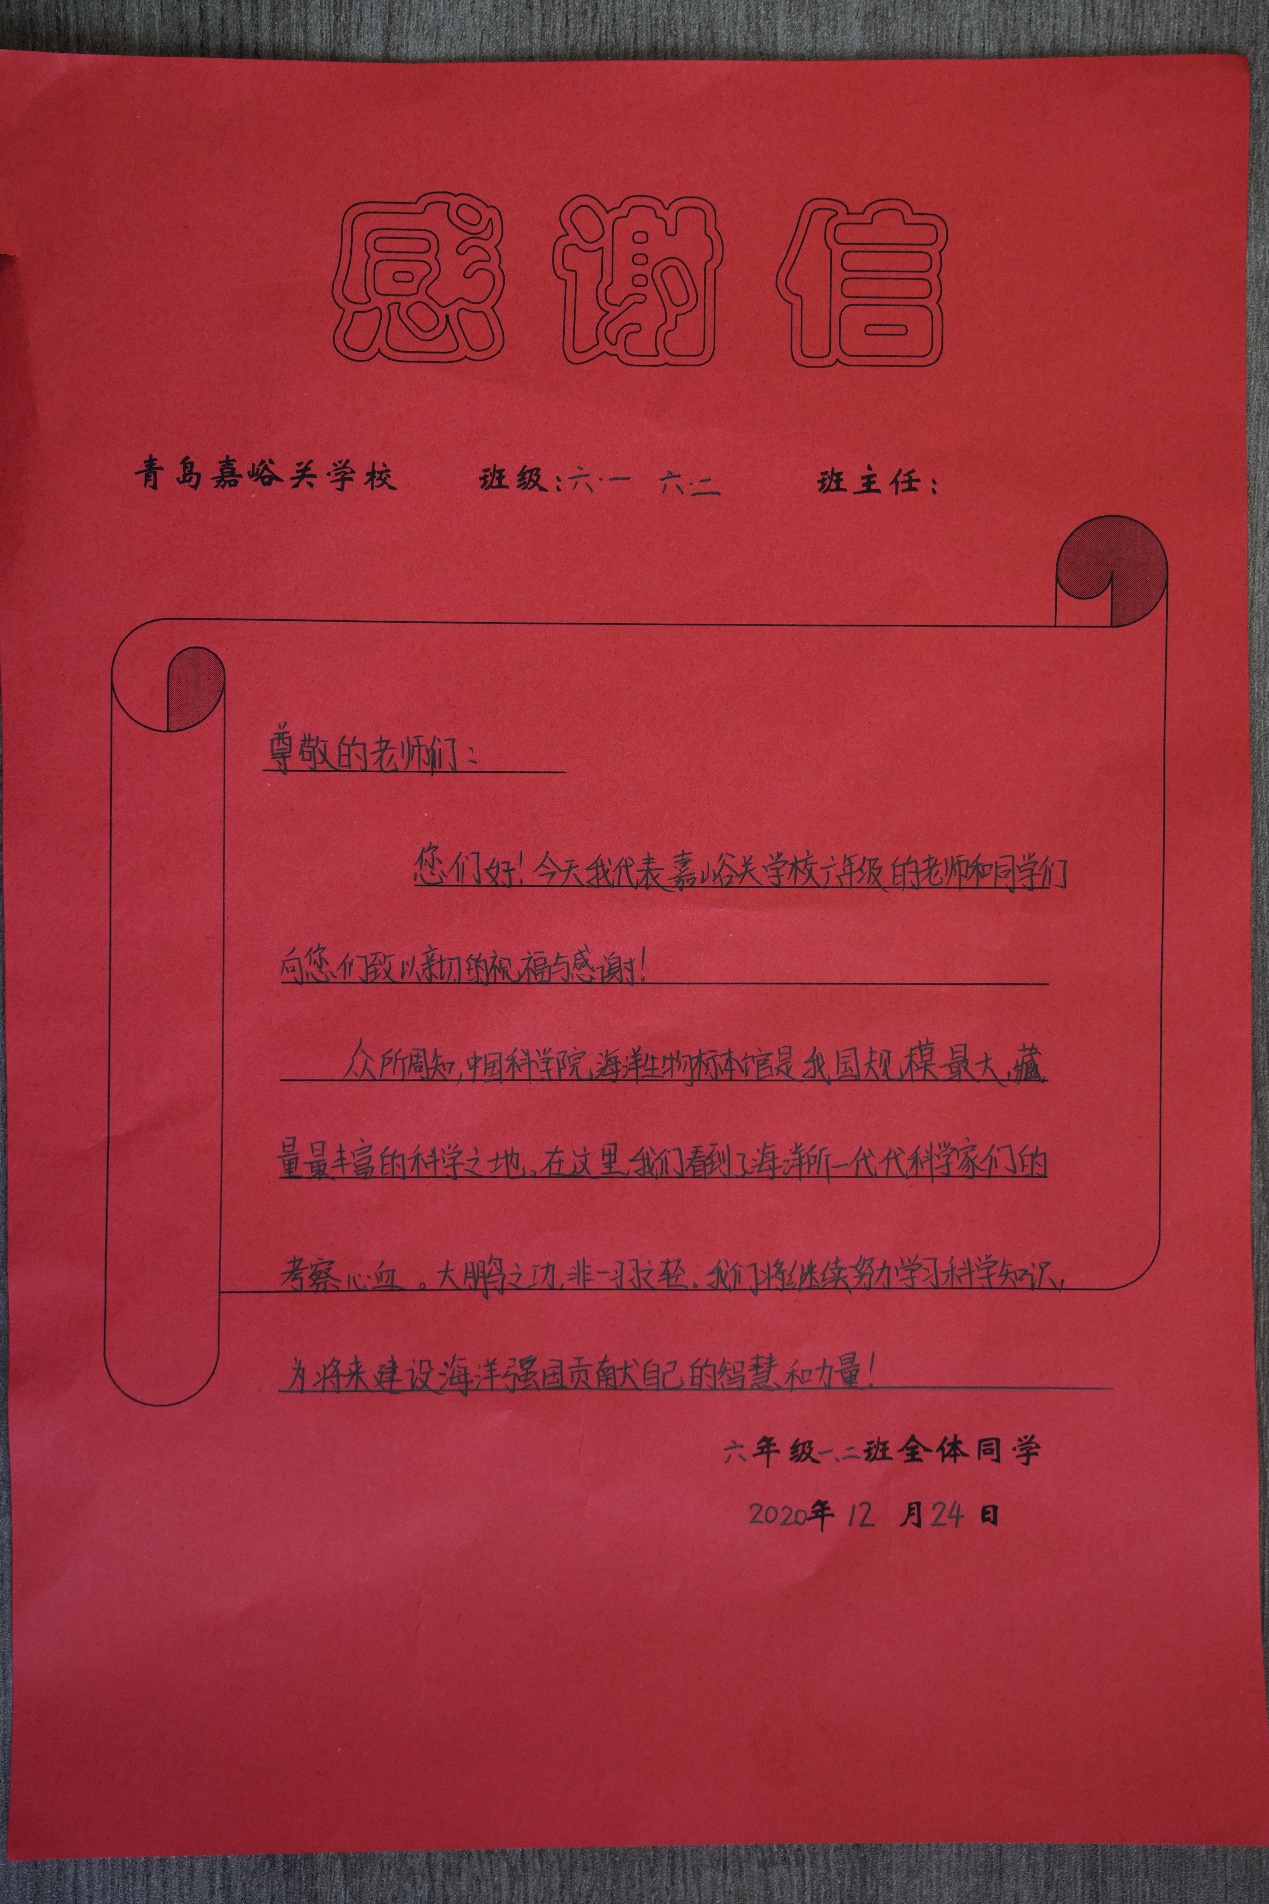 感谢信
青岛嘉峪关学校 班级:六.一 六.二 班主任:
尊敬的老师们:
您们好!今天我代表嘉峪关学校六年级的老师和同学们
向您们致以亲切的祝福与感谢!
众所周知,中国科学院海洋生物标本馆是我国规模最大,藏
量最丰富的科学之地。在这里,我们看到了海洋所一代代科学家们的
考察心血。大鹏之功,非一羽之轻。我们将继续努力学习科学知识,
为将来建设海洋强国贡献自己的智慧和力量!
六年级一、二班全体同学
2020年12月24日